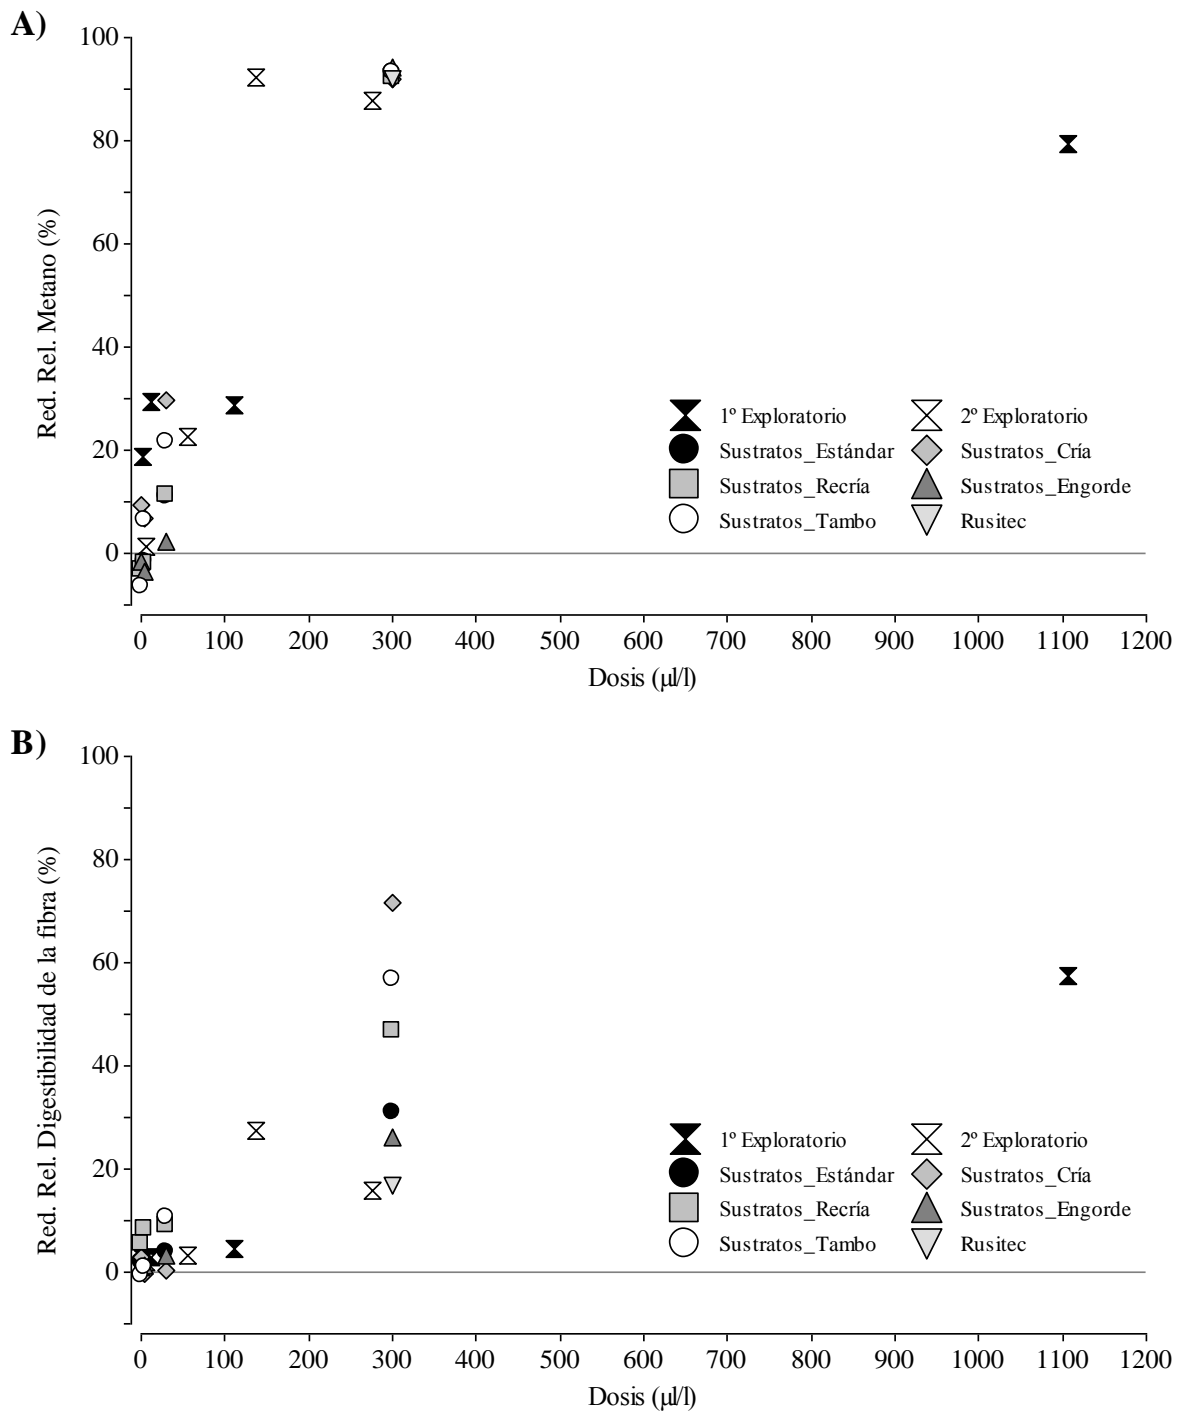 A)
Red. Rel. Metano (%)
100
80
60
40
20
0
1º Exploratorio
2º Exploratorio
Sustratos_Estándar
Sustratos_Cría
Sustratos_Recría
Sustratos_Engorde
Sustratos_Tambo
Rusitec
0 100 200 300 400 500 600 700 800 900 1000 1100 1200
Dosis (µl/l)
B)
Red. Rel. Digestibilidad de la fibra (%)
100
80
60
40
20
0
1º Exploratorio
2º Exploratorio
Sustratos_Estándar
Sustratos_Cría
Sustratos_Recría
Sustratos_Engorde
Sustratos_Tambo
Rusitec
0 100 200 300 400 500 600 700 800 900 1000 1100 1200
Dosis (µl/l)